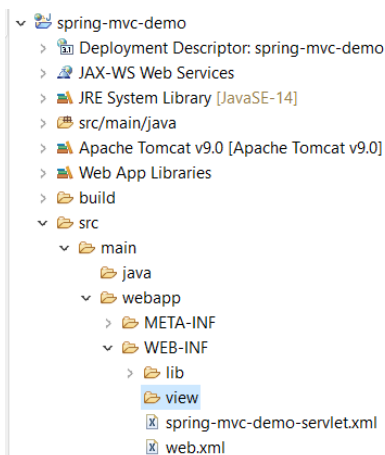 spring-mvc-demo
Deployment Descriptor: spring-mvc-demo
JAX-WS Web Services
JRE System Library [JavaSE-14]
src/main/java
Apache Tomcat v9.0 [Apache Tomcat v9.0]
Web App Libraries
build
src
main
java
webapp
META-INF
WEB-INF
lib
view
spring-mvc-demo-servlet.xml
web.xml